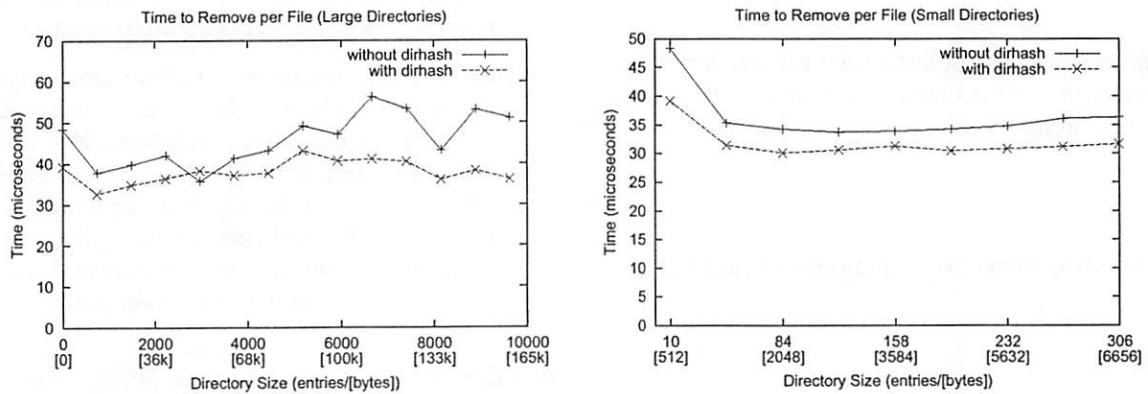 Time to Remove per File (Large Directories)
70
60
50
40
30
20
10
0
Time (microseconds)
without dirhash
with dirhash
0 2000 4000 6000 8000 10000
[0] [36k] [68k] [100k] [133k] [165k]
Directory Size (entries/[bytes])
Time to Remove per File (Small Directories)
50
45
40
35
30
25
20
15
10
5
0
Time (microseconds)
without dirhash
with dirhash
10 84 158 232 306
[512] [2048] [3584] [5632] [6656]
Directory Size (entries/[bytes])